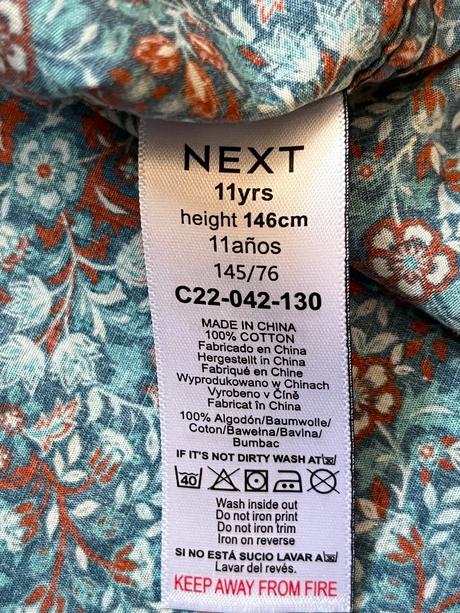 NEXT
11yrs
height 146cm
11años
145/76
C22-042-130
MADE IN CHINA
100% COTTON
Fabricado en China
Hergestellt in China
Fabriqué en Chine
Wyprodukowano w Chinach
Vyrobeno v Číně
Fabricat în China
100% Algodón/Baumwolle/
Coton/Bawełna/Bavlna/
Bumbac
IF IT'S NOT DIRTY WASH AT
40
Wash inside out
Do not iron print
Do not iron trim
Iron on reverse
SI NO ESTÁ SUCIO LAVAR A
Lavar del revés.
KEEP AWAY FROM FIRE